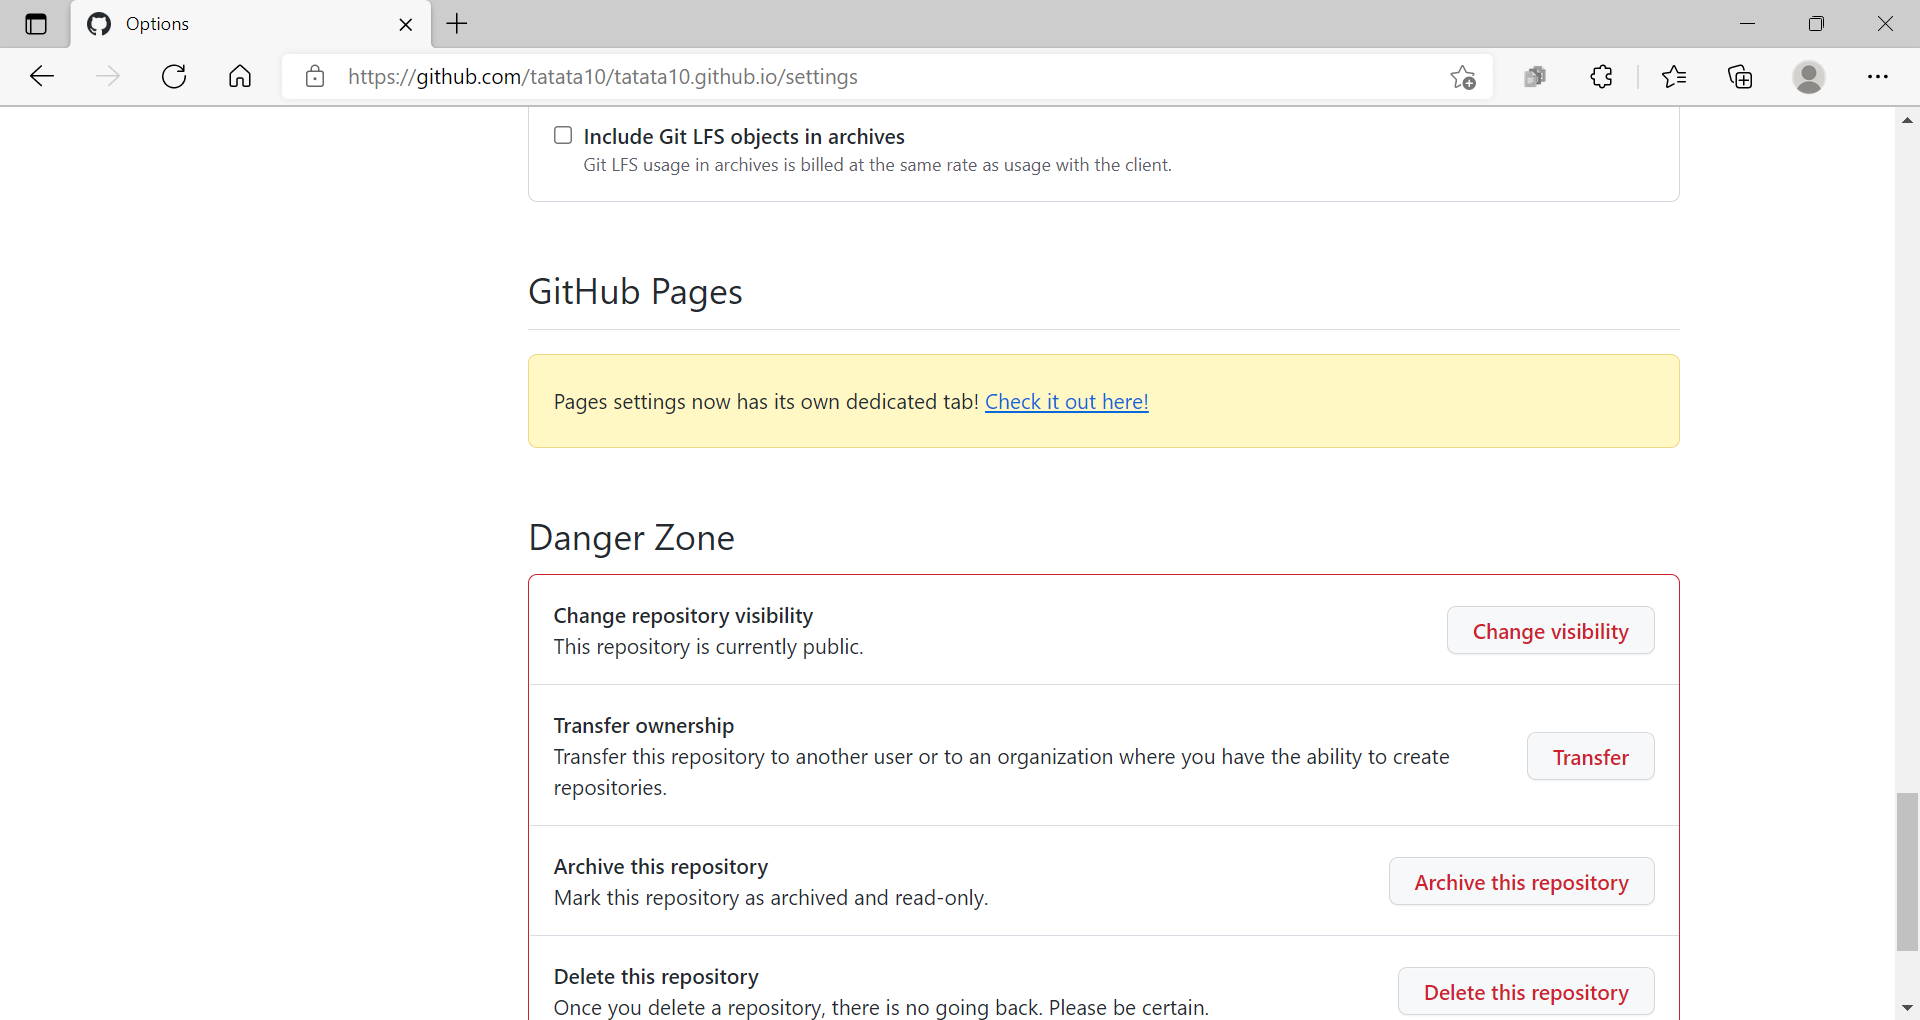 Options
https://github.com/tatata10/tatata10.github.io/settings
Include Git LFS objects in archives
Git LFS usage in archives is billed at the same rate as usage with the client.
GitHub Pages
Pages settings now has its own dedicated tab! Check it out here!
Danger Zone
Change repository visibility
This repository is currently public.
Change visibility
Transfer ownership
Transfer this repository to another user or to an organization where you have the ability to create
repositories.
Transfer
Archive this repository
Mark this repository as archived and read-only.
Archive this repository
Delete this repository
Once you delete a repository, there is no going back. Please be certain.
Delete this repository